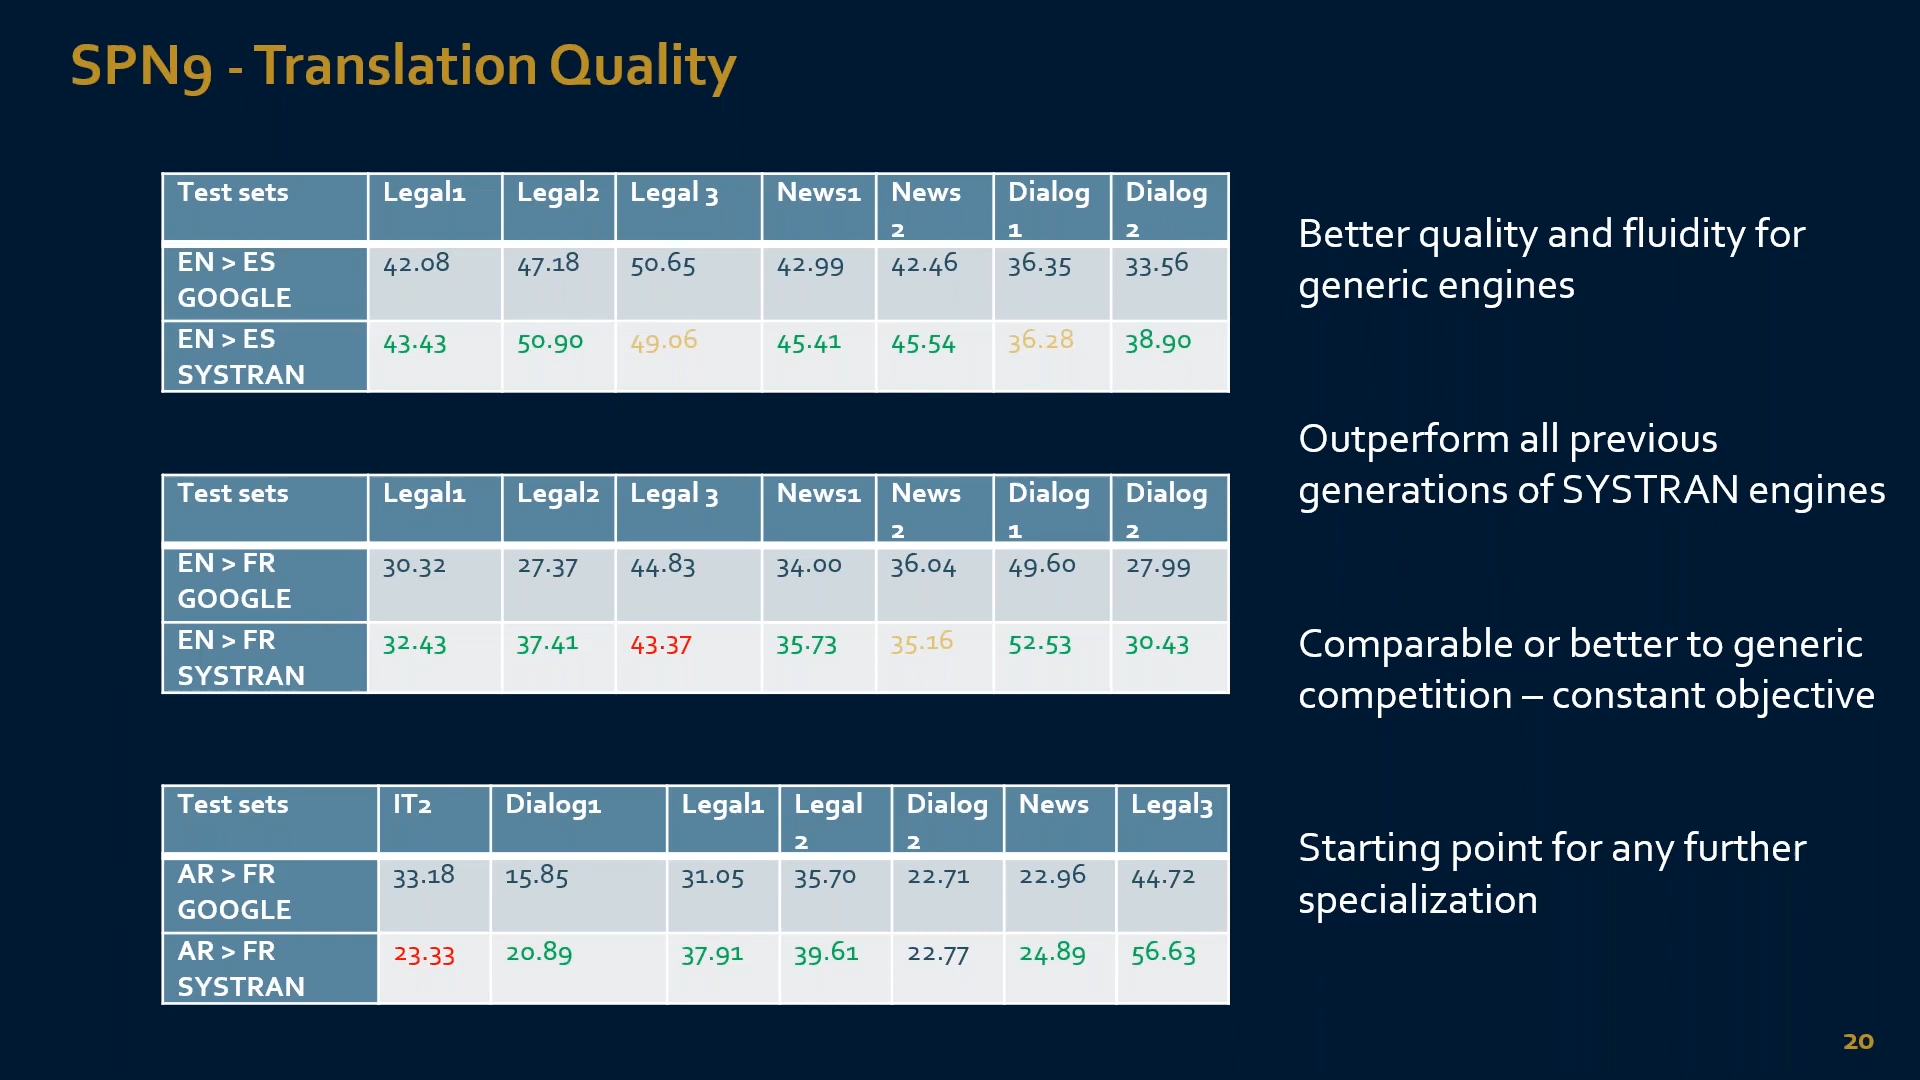 SPN9 - Translation Quality
Test sets Legal1 Legal2 Legal 3 News1 News 2 Dialog 1 Dialog 2
EN > ES GOOGLE 42.08 47.18 50.65 42.99 42.46 36.35 33.56
EN > ES SYSTRAN 43.43 50.90 49.06 45.41 45.54 36.28 38.90
Test sets Legal1 Legal2 Legal 3 News1 News 2 Dialog 1 Dialog 2
EN > FR GOOGLE 30.32 27.37 44.83 34.00 36.04 49.60 27.99
EN > FR SYSTRAN 32.43 37.41 43.37 35.73 35.16 52.53 30.43
Test sets IT2 Dialog1 Legal1 Legal 2 Dialog 2 News Legal3
AR > FR GOOGLE 33.18 15.85 31.05 35.70 22.71 22.96 44.72
AR > FR SYSTRAN 23.33 20.89 37.91 39.61 22.77 24.89 56.63
Better quality and fluidity for
generic engines
Outperform all previous
generations of SYSTRAN engines
Comparable or better to generic
competition – constant objective
Starting point for any further
specialization
20